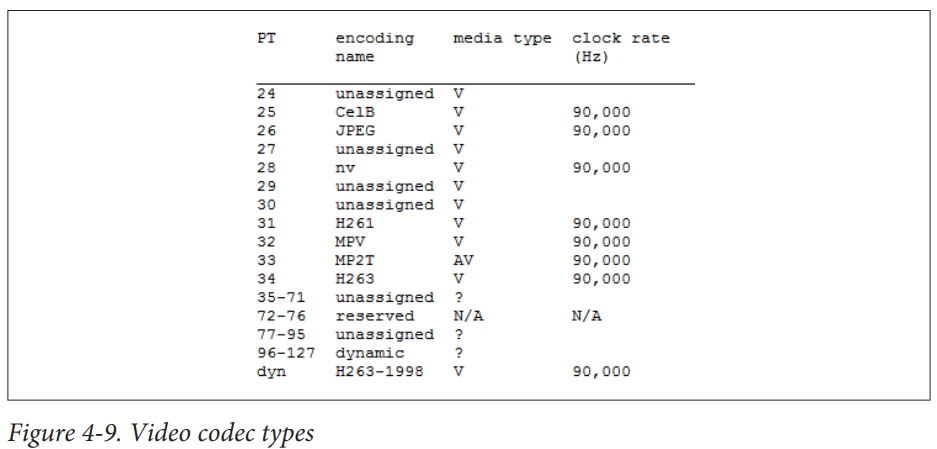 PT encoding media type clock rate
name (Hz)
24 unassigned V
25 CelB V 90,000
26 JPEG V 90,000
27 unassigned V
28 nv V 90,000
29 unassigned V
30 unassigned V
31 H261 V 90,000
32 MPV V 90,000
33 MP2T AV 90,000
34 H263 V 90,000
35-71 unassigned ?
72-76 reserved N/A N/A
77-95 unassigned ?
96-127 dynamic ?
dyn H263-1998 V 90,000
Figure 4-9. Video codec types